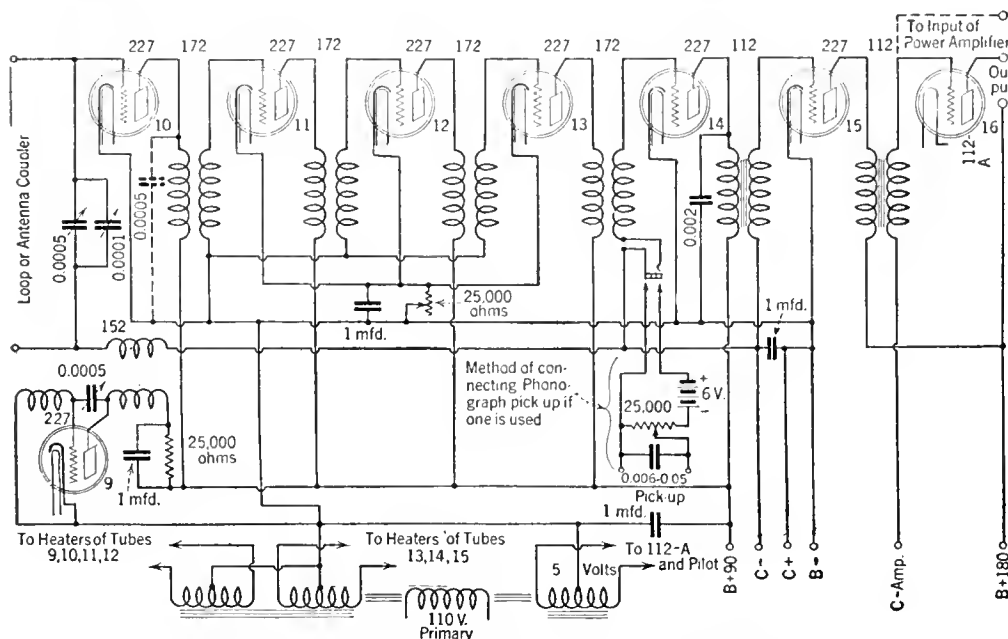 To Input of
Power Amplifier
227
172
227
172
227
172
227
172
227
112
227
112
Out
put
10
11
12
13
14
15
16
112-
A
Loop or Antenna Coupler
0.0005
0.0001
0.0005
0.002
25,000
ohms
1 mfd.
1 mfd.
152
0.0005
227
9
25,000
ohms
1 mfd.
Method of con-
necting Phono-
graph pick up if
one is used
+
6 V.
-
25,000
0.006-0.05
Pick-up
1 mfd.
To Heaters of Tubes
9,10,11,12
To Heaters of Tubes
13,14,15
5 Volts
To 112-A
and Pilot
110 V.
Primary
B+90
C-
C+
B+
C-Amp.
B+180